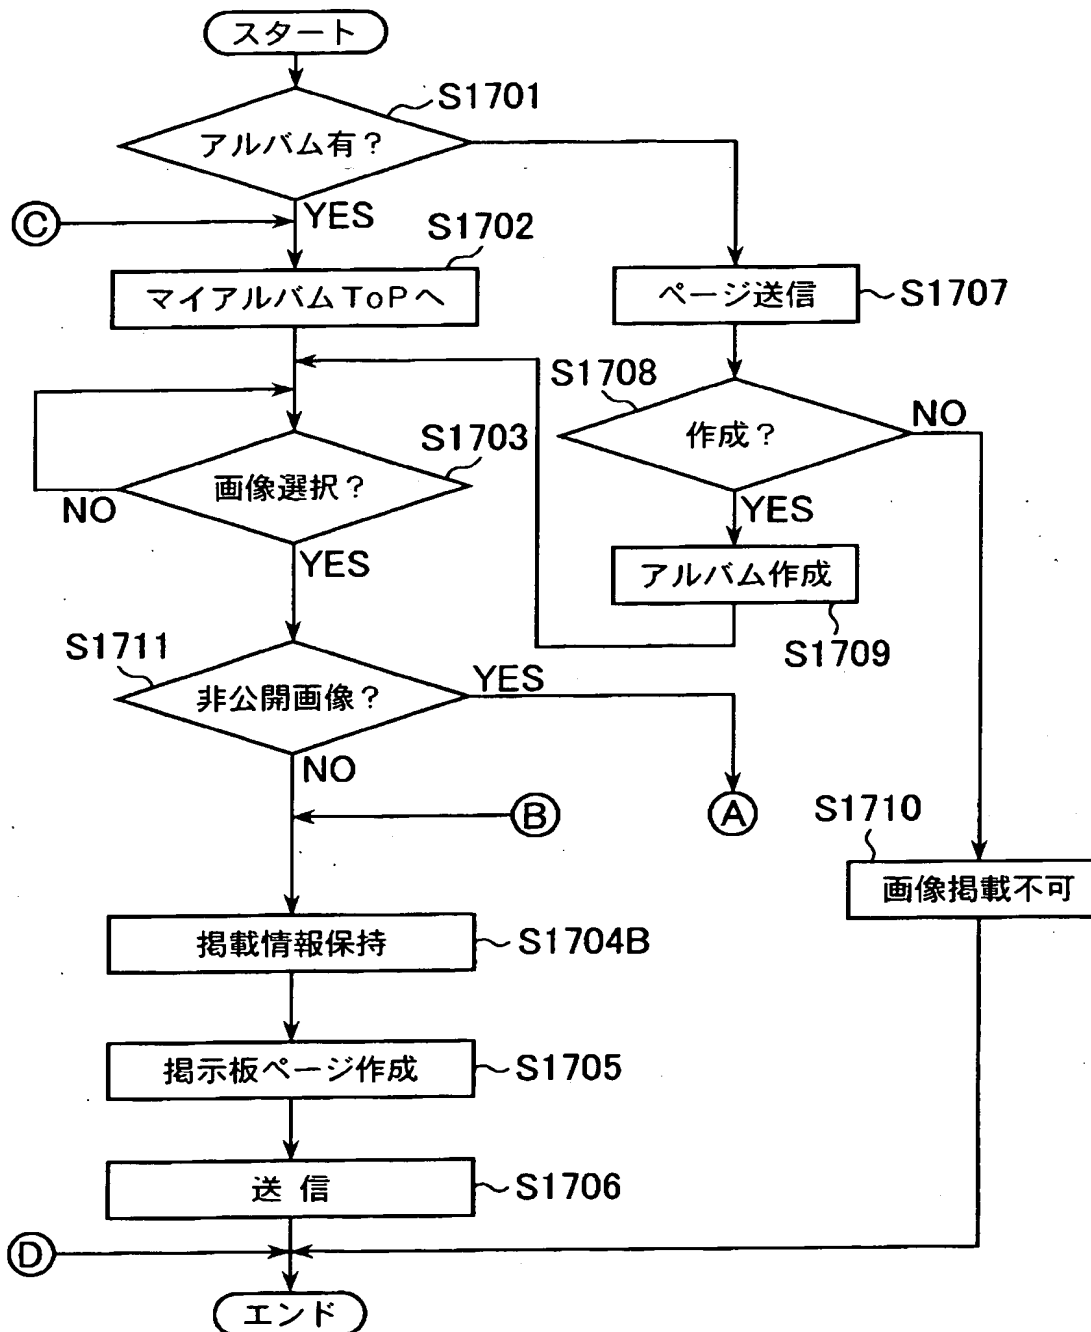 スタート
S1701
アルバム有？
YES
C
S1702
マイアルバムToPへ
ページ送信
S1707
S1708
作成？
NO
S1703
画像選択？
NO
YES
YES
アルバム作成
S1709
S1711
非公開画像？
YES
NO
B
A
S1710
画像掲載不可
掲載情報保持
S1704B
掲示板ページ作成
S1705
送 信
S1706
D
エンド